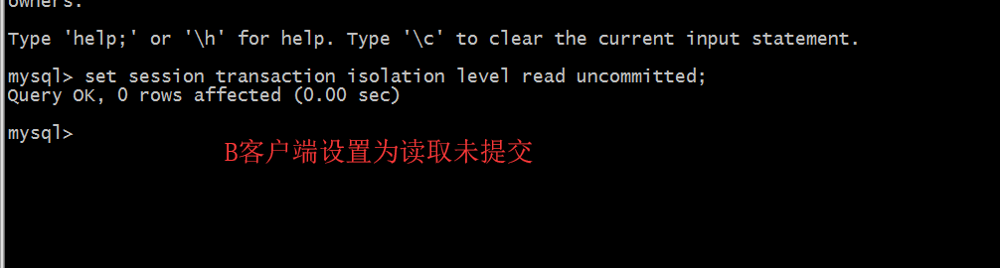 owners.
Type 'help;' or '\h' for help. Type '\c' to clear the current input statement.
mysql> set session transaction isolation level read uncommitted;
Query OK, 0 rows affected (0.00 sec)
mysql>
B客户端设置为读取未提交